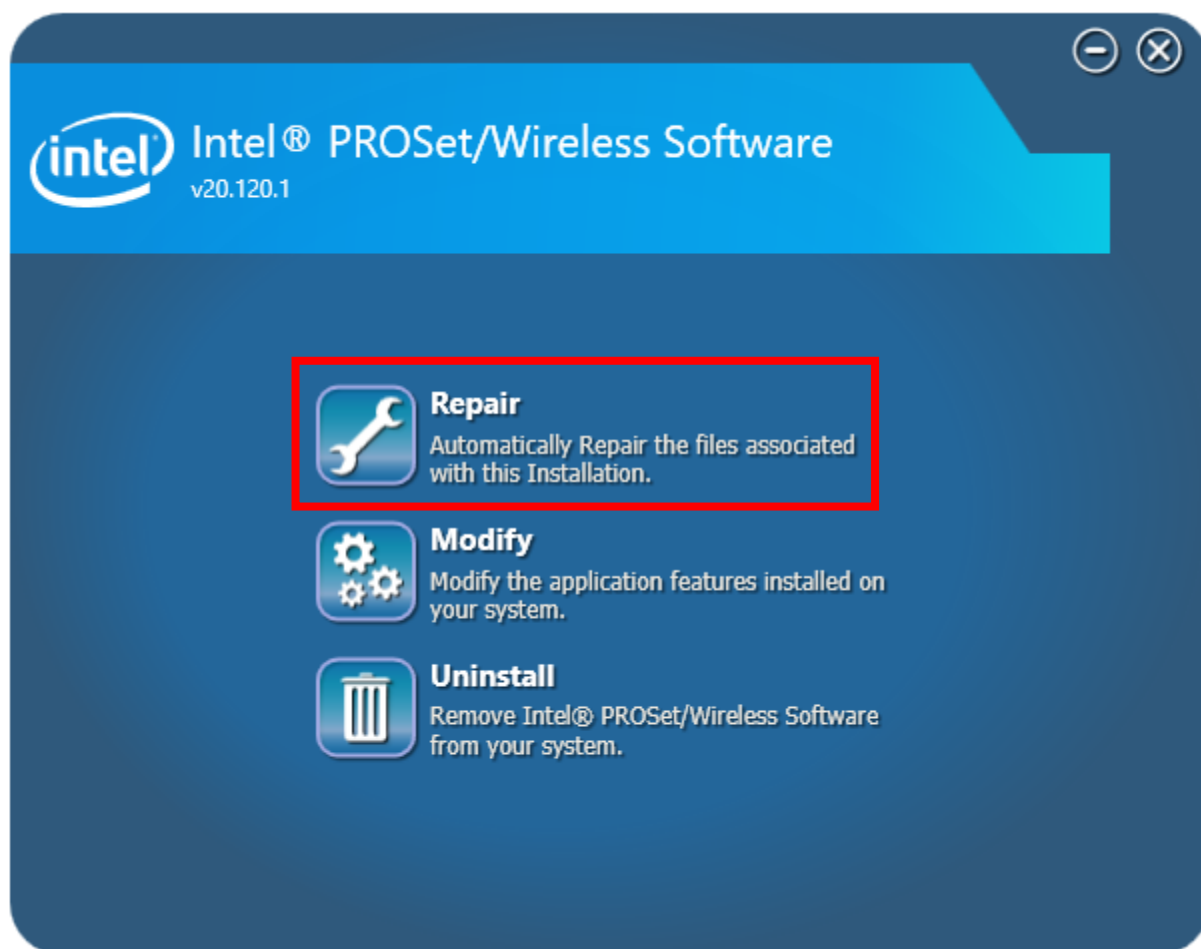 intel Intel® PROSet/Wireless Software
v20.120.1
Repair
Automatically Repair the files associated
with this Installation.
Modify
Modify the application features installed on
your system.
Uninstall
Remove Intel® PROSet/Wireless Software
from your system.